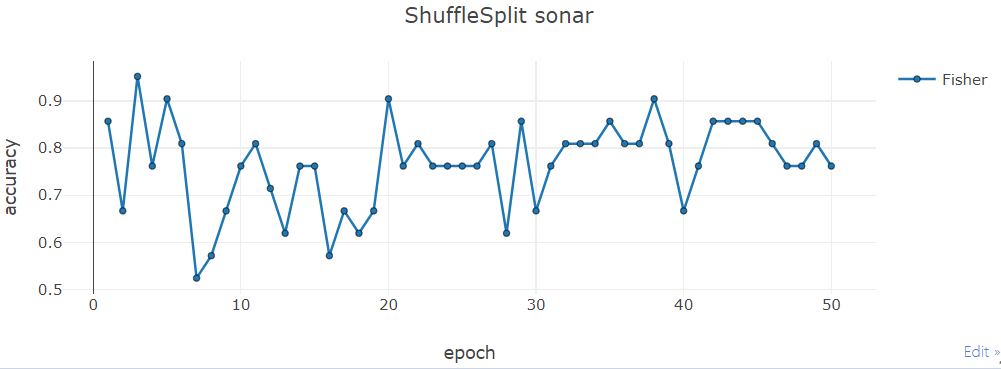 ShuffleSplit sonar
Fisher
accuracy
0.9
0.8
0.7
0.6
0.5
0 10 20 30 40 50
epoch
Edit »